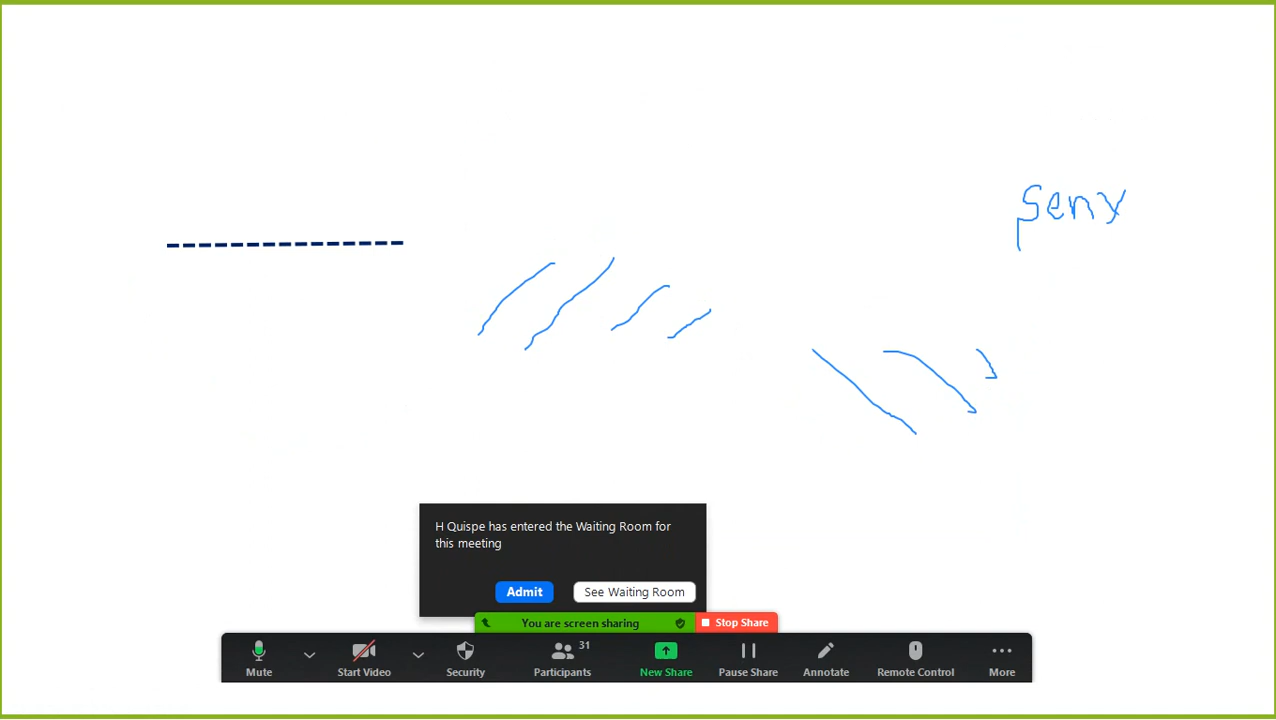 senx
H Quispe has entered the Waiting Room for
this meeting
Admit See Waiting Room
You are screen sharing Stop Share
31
Mute Start Video Security Participants New Share Pause Share Annotate Remote Control More